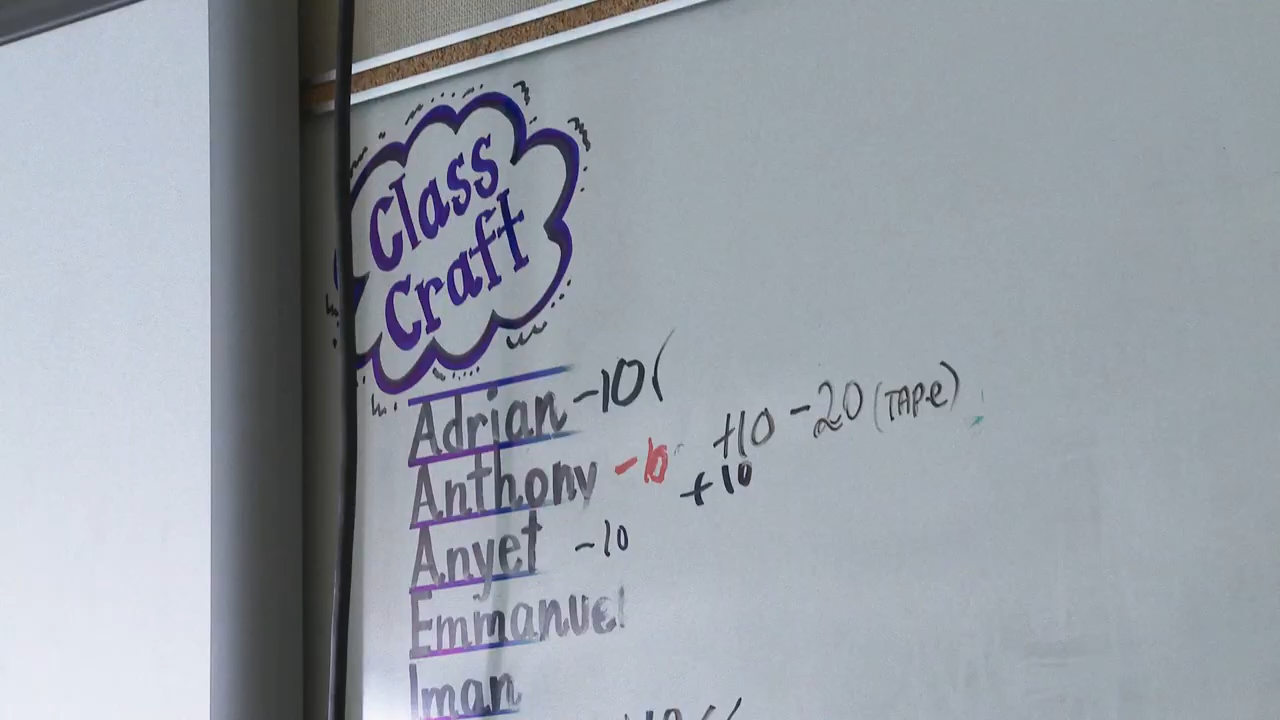 Class
Craft
Adrian -10( +10 -20 (TAPe)
Anthony -10 +10
Anyet -10
Emmanuel
Iman